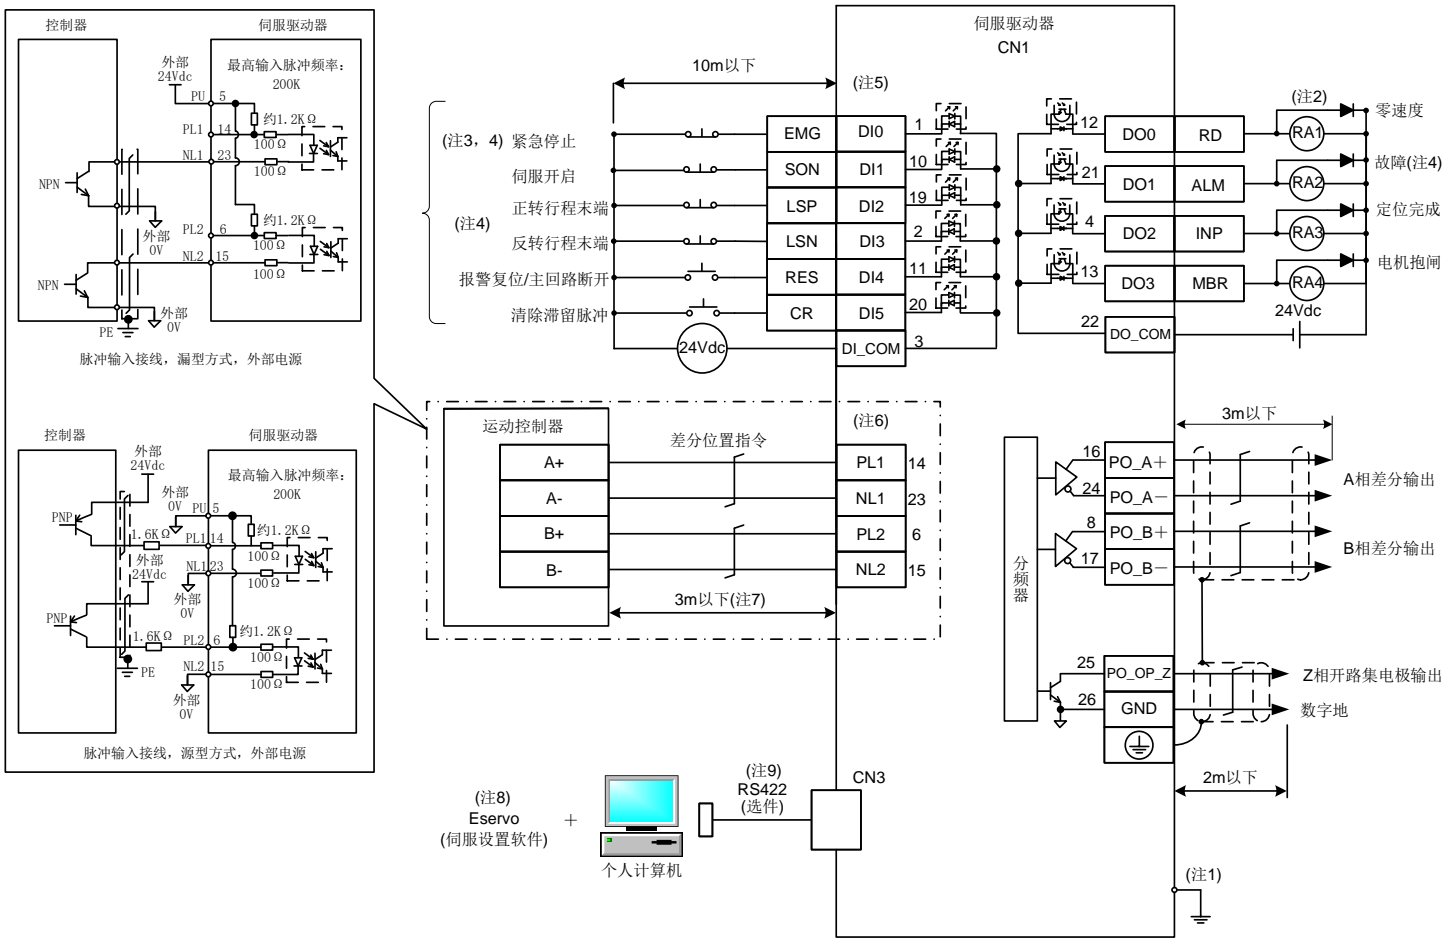 控制器
伺服驱动器
外部
24Vdc
最高输入脉冲频率:
200K
PU
5
约1.2KΩ
PL1
14
100Ω
NL1
23
100Ω
NPN
外部
0V
约1.2KΩ
PL2
6
100Ω
NL2
15
100Ω
NPN
PE
外部
0V
脉冲输入接线，漏型方式，外部电源
控制器
伺服驱动器
外部
24Vdc
最高输入脉冲频率:
200K
外部
0V
PU
5
PNP
约1.2KΩ
1.6KΩ
PL1
14
100Ω
外部
24Vdc
NL1
23
100Ω
外部
0V
PNP
约1.2KΩ
1.6KΩ
PL2
6
100Ω
PE
NL2
15
100Ω
外部
0V
脉冲输入接线，源型方式，外部电源
伺服驱动器
CN1
10m以下
(注5)
(注3，4)
紧急停止
EMG
DI0
1
伺服开启
SON
DI1
10
(注4)
正转行程末端
LSP
DI2
19
反转行程末端
LSN
DI3
2
报警复位/主回路断开
RES
DI4
11
清除滞留脉冲
CR
DI5
20
24Vdc
DI_COM
3
(注2)
12
DO0
RD
RA1
零速度
21
DO1
ALM
RA2
故障(注4)
4
DO2
INP
RA3
定位完成
13
DO3
MBR
RA4
电机抱闸
22
DO_COM
24Vdc
运动控制器
差分位置指令
(注6)
A+
PL1
14
A-
NL1
23
B+
PL2
6
B-
NL2
15
3m以下(注7)
分频器
3m以下
16
PO_A＋
24
PO_A－
A相差分输出
8
PO_B＋
17
PO_B－
B相差分输出
25
PO_OP_Z
Z相开路集电极输出
26
GND
数字地
2m以下
(注8)
Eservo
(伺服设置软件)
＋
个人计算机
(注9)
RS422
(选件)
CN3
(注1)